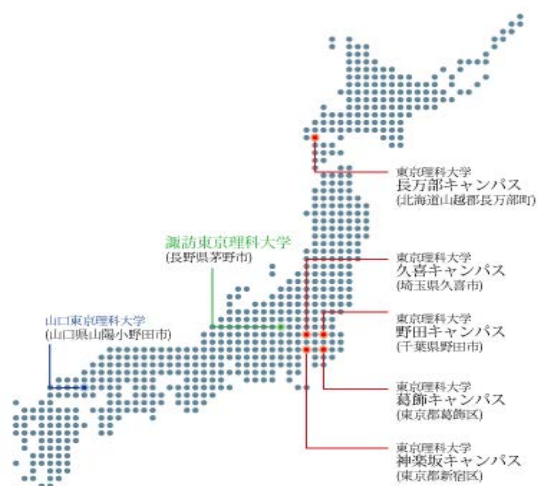 東京理科大学
長万部キャンパス
(北海道山越郡長万部町)
諏訪東京理科大学
(長野県茅野市)
東京理科大学
久喜キャンパス
(埼玉県久喜市)
山口東京理科大学
(山口県山陽小野田市)
東京理科大学
野田キャンパス
(千葉県野田市)
東京理科大学
葛飾キャンパス
(東京都葛飾区)
東京理科大学
神楽坂キャンパス
(東京都新宿区)